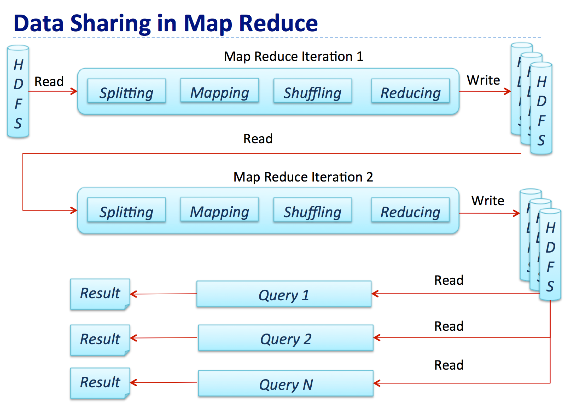 Data Sharing in Map Reduce
Map Reduce Iteration 1
H
D
F
S
Read
Splitting
Mapping
Shuffling
Reducing
Write
H
D
F
S
Read
Map Reduce Iteration 2
Splitting
Mapping
Shuffling
Reducing
Write
H
D
F
S
Result
Query 1
Read
Result
Query 2
Read
Result
Query N
Read